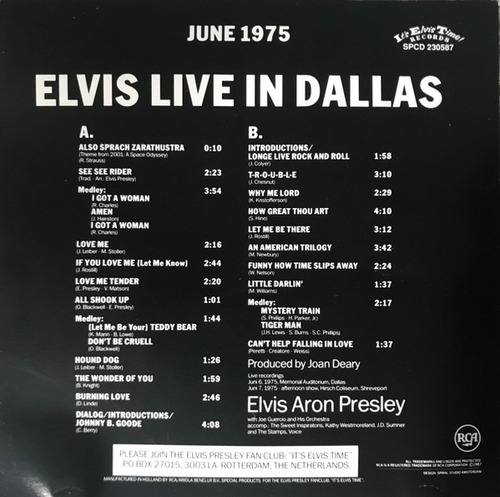 JUNE 1975
It's Elvis Time!
RECORDS
SPCD 230587
ELVIS LIVE IN DALLAS
A.
ALSO SPRACH ZARATHUSTRA 0:10
(Theme from 2001: A Space Odyssey)
(R. Strauss)
SEE SEE RIDER 2:23
(Trad. - Arr.: Elvis Presley)
Medley: 3:54
I GOT A WOMAN
(R. Charles)
AMEN
(J. Hairston)
I GOT A WOMAN
(R. Charles)
LOVE ME 2:16
(J. Leiber - M. Stoller)
IF YOU LOVE ME (Let Me Know) 2:44
(J. Rostill)
LOVE ME TENDER 2:20
(E. Presley - V. Matson)
ALL SHOOK UP 1:01
(O. Blackwell - E. Presley)
Medley: 1:44
(Let Me Be Your) TEDDY BEAR
(K. Mann - B. Lowe)
DON'T BE CRUELL
(O. Blackwell)
HOUND DOG 1:26
(J. Leiber - M. Stoller)
THE WONDER OF YOU 1:59
(B. Knight)
BURNING LOVE 2:46
(D. Linde)
DIALOG/INTRODUCTIONS/
JOHNNY B. GOODE 4:08
(C. Berry)
B.
INTRODUCTIONS/
LONGE LIVE ROCK AND ROLL 1:58
(J. Colyer)
T-R-O-U-B-L-E 3:10
(J. Chesnut)
WHY ME LORD 2:29
(K. Kristofferson)
HOW GREAT THOU ART 4:10
(S. Hine)
LET ME BE THERE 3:12
(J. Rostill)
AN AMERICAN TRILOGY 3:42
(M. Newbury)
FUNNY HOW TIME SLIPS AWAY 2:24
(W. Nelson)
LITTLE DARLIN'
(M. Williams)
Medley: 2:17
MYSTERY TRAIN
(S. Phillips - H. Parker, Jr.)
TIGER MAN
(J.H. Lewis - S. Burns - S.C. Phillips)
CAN'T HELP FALLING IN LOVE 1:37
(Peretti - Creatore - Weiss)
Produced by Joan Deary
Live recordings
Juni 6, 1975, Memorial Auditorium, Dallas
Juni 7, 1975 - afternoon show, Hirsch Coliseum, Shreveport
Elvis Aron Presley
with Joe Guercio and His Orchestra
accomp.: The Sweet Inspiratons, Kathy Westmoreland, J.D. Sumner
and The Stamps, Voice
PLEASE JOIN THE ELVIS PRESLEY FAN CLUB: "IT'S ELVIS TIME"
P.O. BOX 27015, 3003 LA ROTTERDAM, THE NETHERLANDS.
MANUFACTURED IN HOLLAND BY RCA/ARIOLA BENELUX B.V., SPECIAL PRODUCTS, FOR THE ELVIS PRESLEY FAN CLUB "IT'S ELVIS TIME"
RCA
ALL TRADEMARKS AND LOGOS ARE PROTECTED